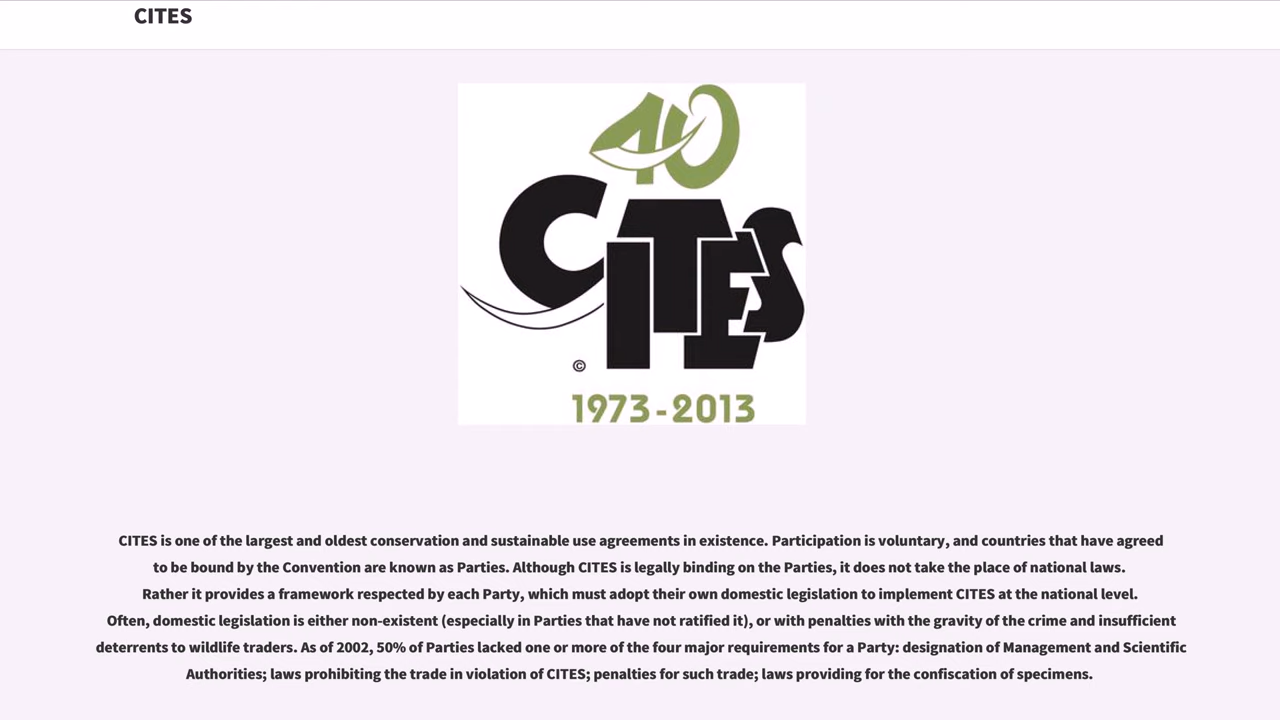 CITES
40
CITES
©
1973-2013
CITES is one of the largest and oldest conservation and sustainable use agreements in existence. Participation is voluntary, and countries that have agreed
to be bound by the Convention are known as Parties. Although CITES is legally binding on the Parties, it does not take the place of national laws.
Rather it provides a framework respected by each Party, which must adopt their own domestic legislation to implement CITES at the national level.
Often, domestic legislation is either non-existent (especially in Parties that have not ratified it), or with penalties with the gravity of the crime and insufficient
deterrents to wildlife traders. As of 2002, 50% of Parties lacked one or more of the four major requirements for a Party: designation of Management and Scientific
Authorities; laws prohibiting the trade in violation of CITES; penalties for such trade; laws providing for the confiscation of specimens.